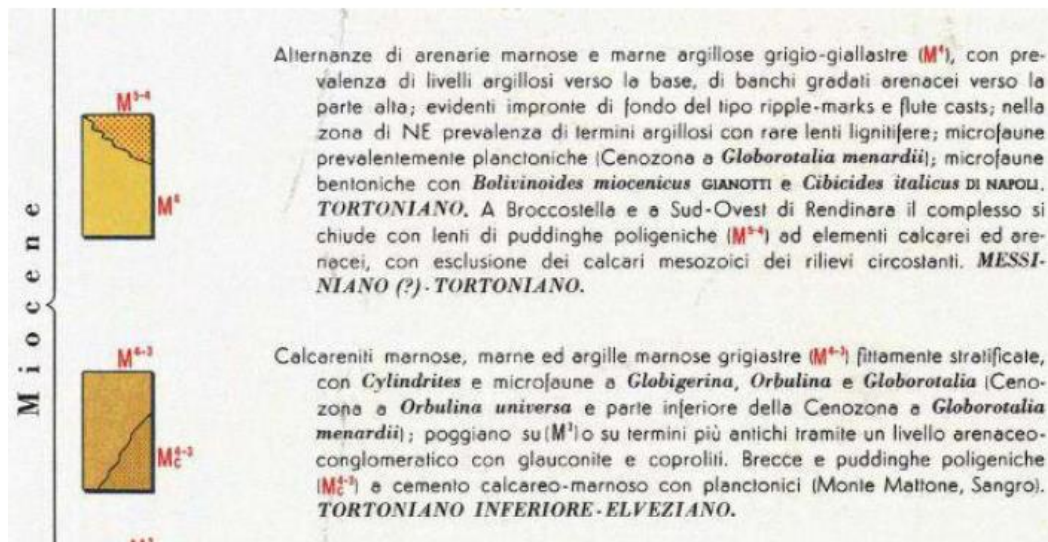 Miocene
M⁵⁻⁴
M⁴
Alternanze di arenarie marnose e marne argillose grigio-giallastre (M⁴), con pre-
valenza di livelli argillosi verso la base, di banchi gradati arenacei verso la
parte alta; evidenti impronte di fondo del tipo ripple-marks e flute casts; nella
zona di NE prevalenza di termini argillosi con rare lenti lignitifere; microfaune
prevalentemente planctoniche (Cenozona a Globorotalia menardii); microfaune
bentoniche con Bolivinoides miocenicus GIANOTTI e Cibicides italicus DI NAPOLI.
TORTONIANO. A Broccostella e a Sud-Ovest di Rendinara il complesso si
chiude con lenti di puddinghe poligeniche (M⁵⁻⁴) ad elementi calcarei ed are-
nacei, con esclusione dei calcari mesozoici dei rilievi circostanti. MESSI-
NIANO (?) - TORTONIANO.
M⁴⁻³
M⁴⁻³c
Calcareniti marnose, marne ed argille marnose grigiastre (M⁴⁻³) fittamente stratificate,
con Cylindrites e microfaune a Globigerina, Orbulina e Globorotalia (Ceno-
zona a Orbulina universa e parte inferiore della Cenozona a Globorotalia
menardii); poggiano su (M³) o su termini più antichi tramite un livello arenaceo-
conglomeratico con glauconite e coproliti. Brecce e puddinghe poligeniche
(M⁴⁻³c) a cemento calcareo-marnoso con planctonici (Monte Mattone, Sangro).
TORTONIANO INFERIORE - ELVEZIANO.